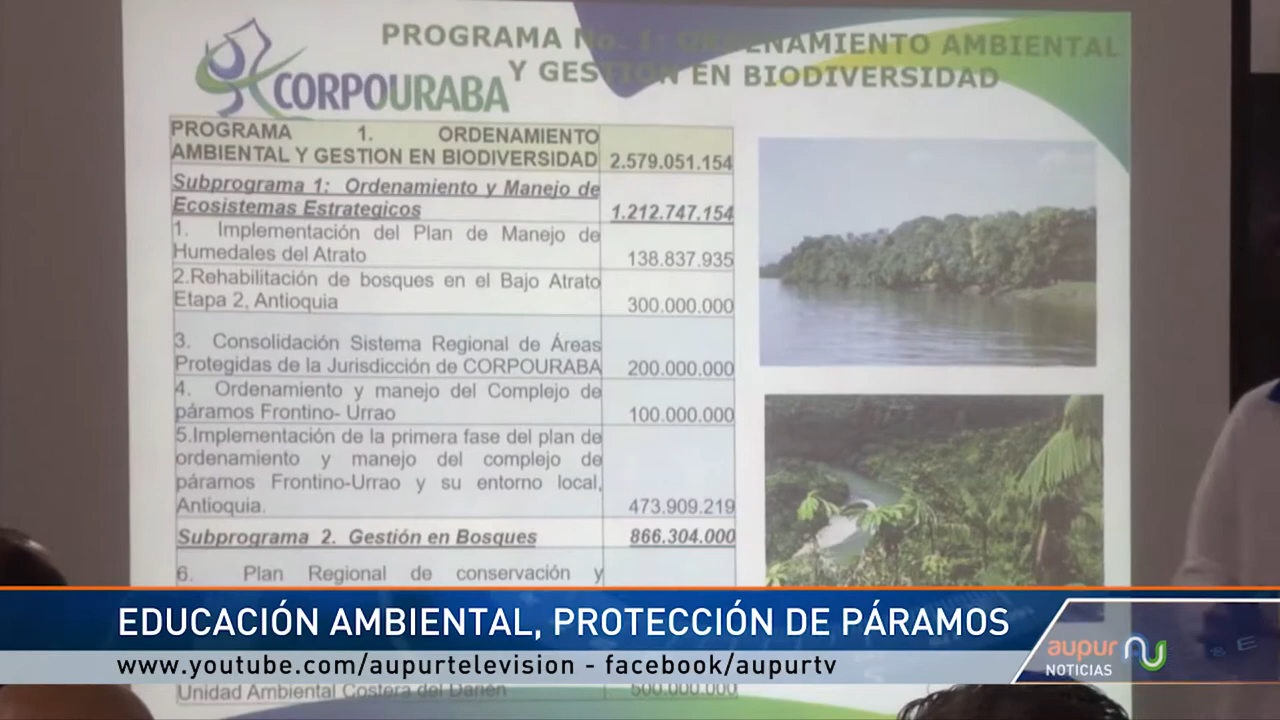 PROGRAMA No. 1: ORDENAMIENTO AMBIENTAL
Y GESTION EN BIODIVERSIDAD
CORPOURABA
PROGRAMA 1. ORDENAMIENTO
AMBIENTAL Y GESTION EN BIODIVERSIDAD 2.579.051.154
Subprograma 1: Ordenamiento y Manejo de
Ecosistemas Estrategicos 1.212.747.154
1. Implementación del Plan de Manejo de
Humedales del Atrato 138.837.935
2.Rehabilitación de bosques en el Bajo Atrato
Etapa 2, Antioquia 300.000.000
3. Consolidación Sistema Regional de Áreas
Protegidas de la Jurisdicción de CORPOURABA 200.000.000
4. Ordenamiento y manejo del Complejo de
páramos Frontino- Urrao 100.000.000
5.Implementación de la primera fase del plan de
ordenamiento y manejo del complejo de
páramos Frontino-Urrao y su entorno local,
Antioquia. 473.909.219
Subprograma 2. Gestión en Bosques 866.304.000
6. Plan Regional de conservación y
EDUCACIÓN AMBIENTAL, PROTECCIÓN DE PÁRAMOS
www.youtube.com/aupurtelevision - facebook/aupurtv
aupur
NOTICIAS
Unidad Ambiental Costera del Darién 500.000.000